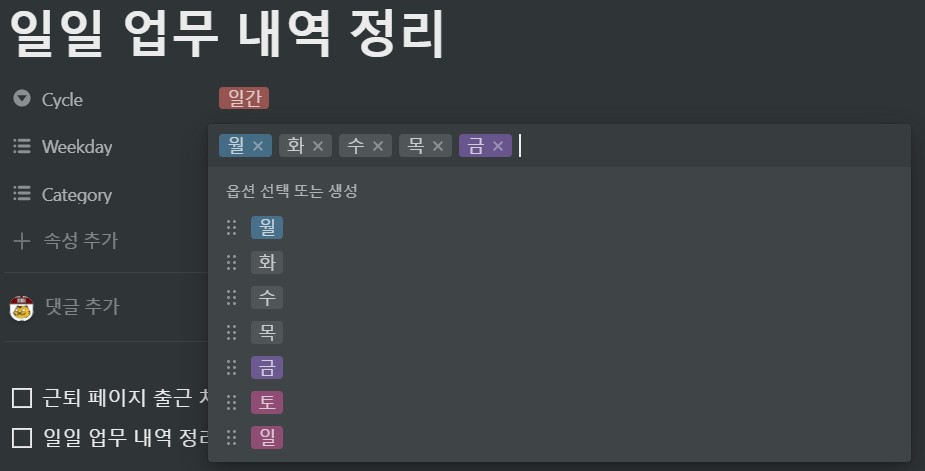 일일 업무 내역 정리
Cycle 일간
Weekday 월 × 화 × 수 × 목 × 금 ×
옵션 선택 또는 생성
Category
월
속성 추가
화
수
댓글 추가
목
금
근퇴 페이지 출근
토
일일 업무 내역 정리
일